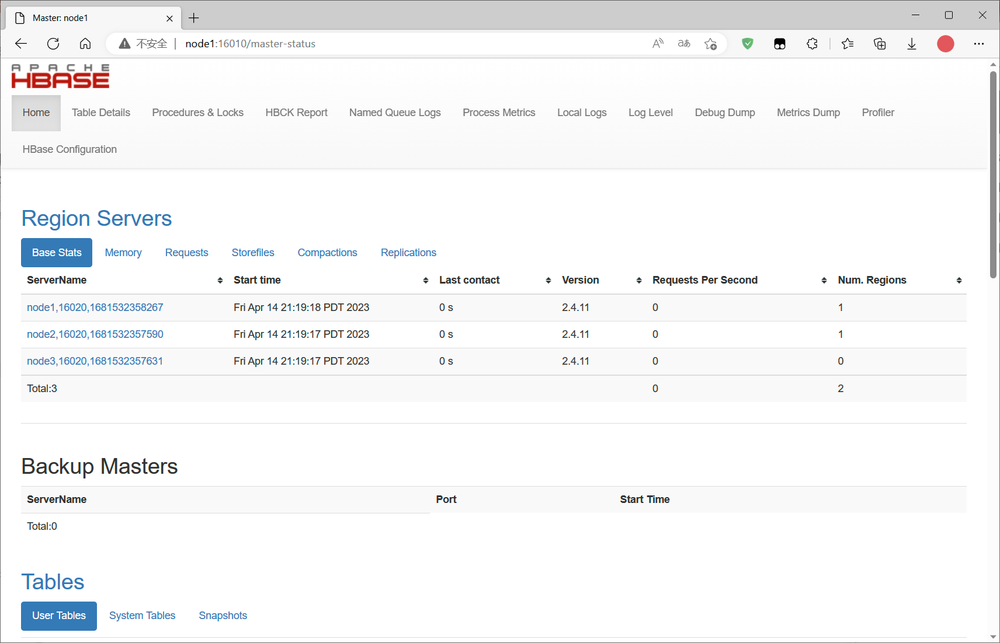 Master: node1
不安全 node1:16010/master-status
APACHE
HBASE
Home Table Details Procedures & Locks HBCK Report Named Queue Logs Process Metrics Local Logs Log Level Debug Dump Metrics Dump Profiler
HBase Configuration
Region Servers
Base Stats Memory Requests Storefiles Compactions Replications
ServerName Start time Last contact Version Requests Per Second Num. Regions
node1,16020,1681532358267 Fri Apr 14 21:19:18 PDT 2023 0 s 2.4.11 0 1
node2,16020,1681532357590 Fri Apr 14 21:19:17 PDT 2023 0 s 2.4.11 0 1
node3,16020,1681532357631 Fri Apr 14 21:19:17 PDT 2023 0 s 2.4.11 0 0
Total:3 0 2
Backup Masters
ServerName Port Start Time
Total:0
Tables
User Tables System Tables Snapshots